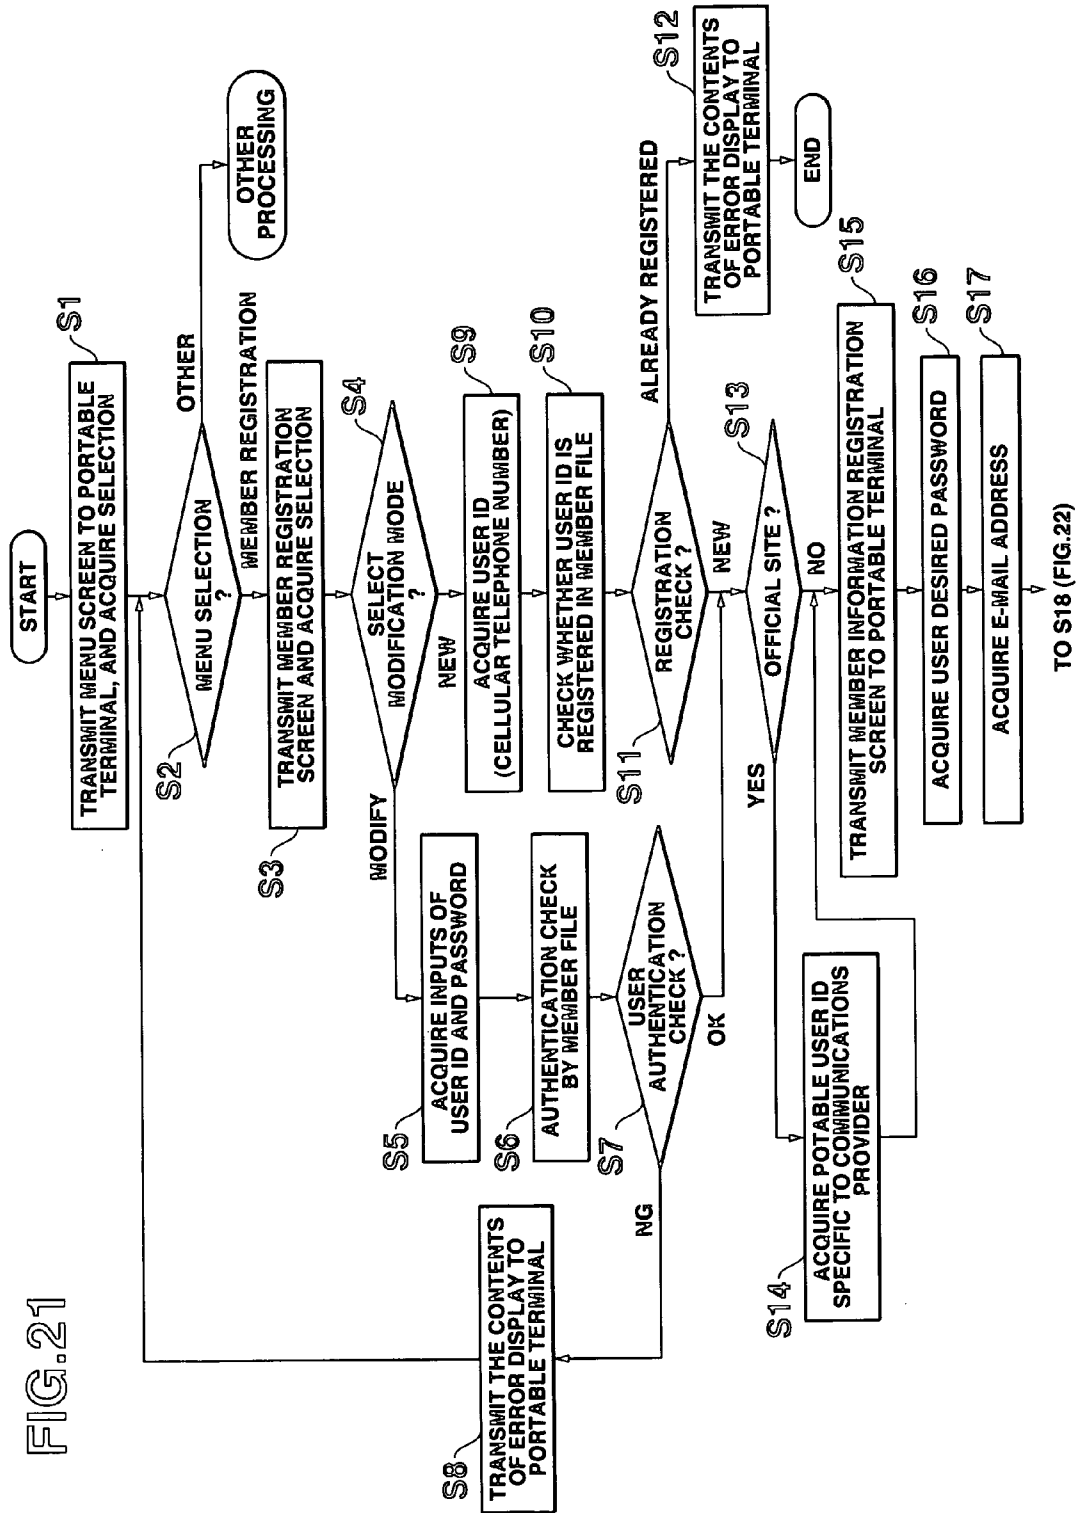 FIG.21
START
S1
TRANSMIT MENU SCREEN TO PORTABLE
TERMINAL, AND ACQUIRE SELECTION
S2
MENU SELECTION
?
OTHER
OTHER
PROCESSING
MEMBER REGISTRATION
S3
TRANSMIT MEMBER REGISTRATION
SCREEN AND ACQUIRE SELECTION
S4
SELECT
MODIFICATION MODE
?
MODIFY
NEW
S5
ACQUIRE INPUTS OF
USER ID AND PASSWORD
S6
AUTHENTICATION CHECK
BY MEMBER FILE
S7
USER
AUTHENTICATION
CHECK ?
NG
OK
S8
TRANSMIT THE CONTENTS
OF ERROR DISPLAY TO
PORTABLE TERMINAL
S9
ACQUIRE USER ID
(CELLULAR TELEPHONE NUMBER)
S10
CHECK WHETHER USER ID IS
REGISTERED IN MEMBER FILE
S11
REGISTRATION
CHECK ?
ALREADY REGISTERED
NEW
S12
TRANSMIT THE CONTENTS
OF ERROR DISPLAY TO
PORTABLE TERMINAL
END
S13
OFFICIAL SITE ?
YES
NO
S14
ACQUIRE POTABLE USER ID
SPECIFIC TO COMMUNICATIONS
PROVIDER
S15
TRANSMIT MEMBER INFORMATION REGISTRATION
SCREEN TO PORTABLE TERMINAL
S16
ACQUIRE USER DESIRED PASSWORD
S17
ACQUIRE E-MAIL ADDRESS
TO S18 (FIG.22)